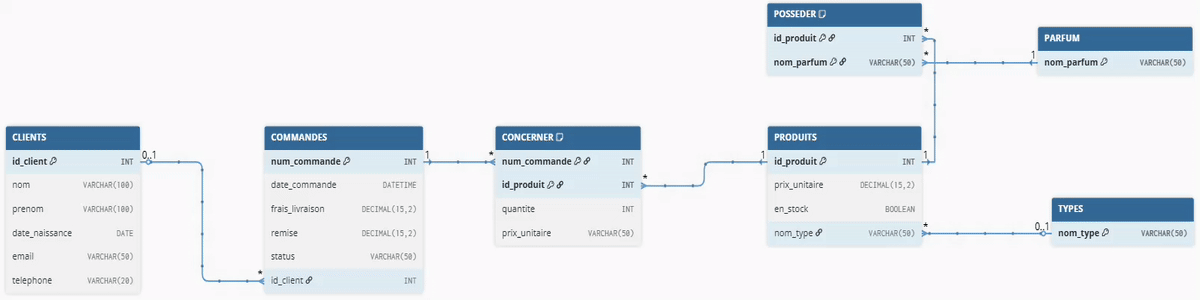 POSSEDER
id_produit INT
nom_parfum VARCHAR(50)
*
*
1
PARFUM
nom_parfum VARCHAR(50)
CLIENTS
id_client INT
nom VARCHAR(100)
prenom VARCHAR(100)
date_naissance DATE
email VARCHAR(50)
telephone VARCHAR(20)
0..1
*
COMMANDES
num_commande INT
date_commande DATETIME
frais_livraison DECIMAL(15,2)
remise DECIMAL(15,2)
status VARCHAR(50)
id_client INT
1
*
CONCERNER
num_commande INT
id_produit INT
quantite INT
prix_unitaire VARCHAR(50)
*
1
PRODUITS
id_produit INT
prix_unitaire DECIMAL(15,2)
en_stock BOOLEAN
nom_type VARCHAR(50)
1
*
0..1
TYPES
nom_type VARCHAR(50)